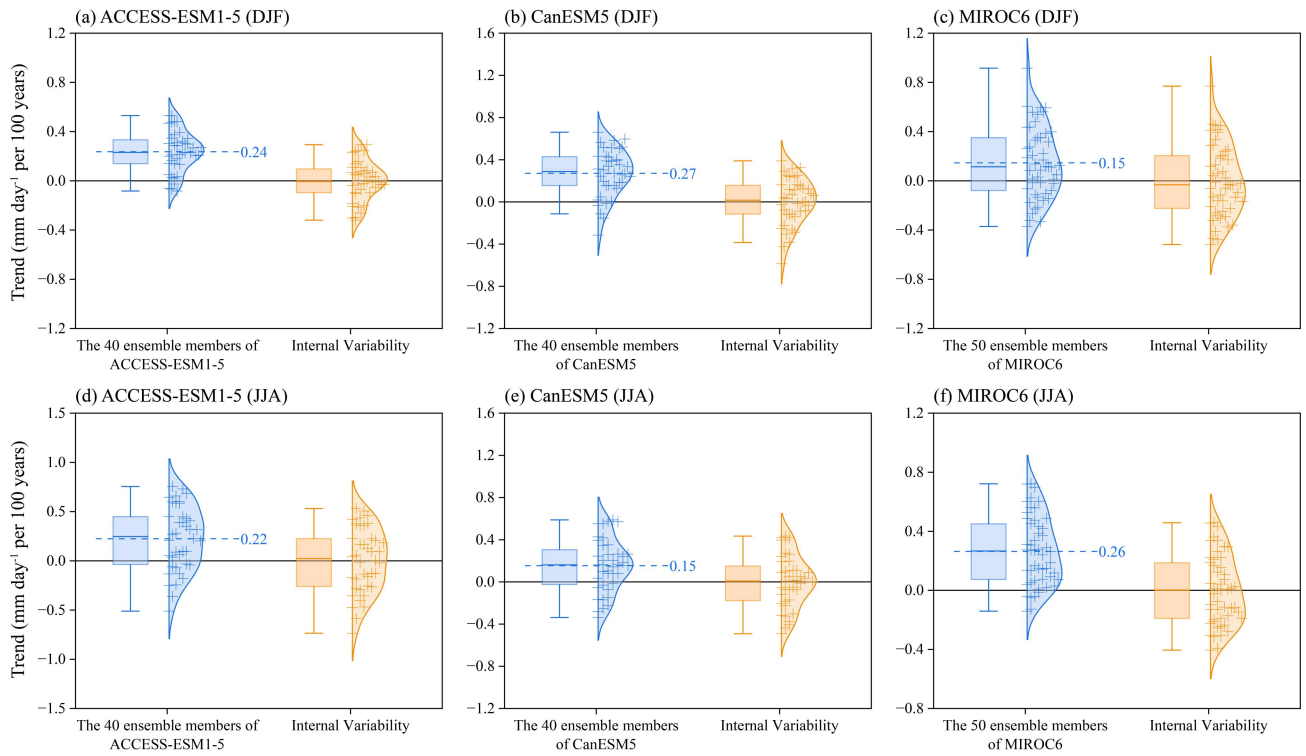 (a) ACCESS-ESM1-5 (DJF)
(b) CanESM5 (DJF)
(c) MIROC6 (DJF)
Trend (mm day⁻¹ per 100 years)
1.2
0.8
0.4
0.0
−0.4
−0.8
−1.2
0.24
The 40 ensemble members of
ACCESS-ESM1-5
Internal Variability
1.6
1.2
0.8
0.4
0.0
−0.4
−0.8
−1.2
0.27
The 40 ensemble members
of CanESM5
Internal Variability
1.2
0.8
0.4
0.0
−0.4
−0.8
−1.2
0.15
The 50 ensemble members
of MIROC6
Internal Variability
(d) ACCESS-ESM1-5 (JJA)
(e) CanESM5 (JJA)
(f) MIROC6 (JJA)
Trend (mm day⁻¹ per 100 years)
1.5
1.0
0.5
0.0
−0.5
−1.0
−1.5
0.22
The 40 ensemble members of
ACCESS-ESM1-5
Internal Variability
1.6
1.2
0.8
0.4
0.0
−0.4
−0.8
−1.2
0.15
The 40 ensemble members
of CanESM5
Internal Variability
1.2
0.8
0.4
0.0
−0.4
−0.8
0.26
The 50 ensemble members
of MIROC6
Internal Variability